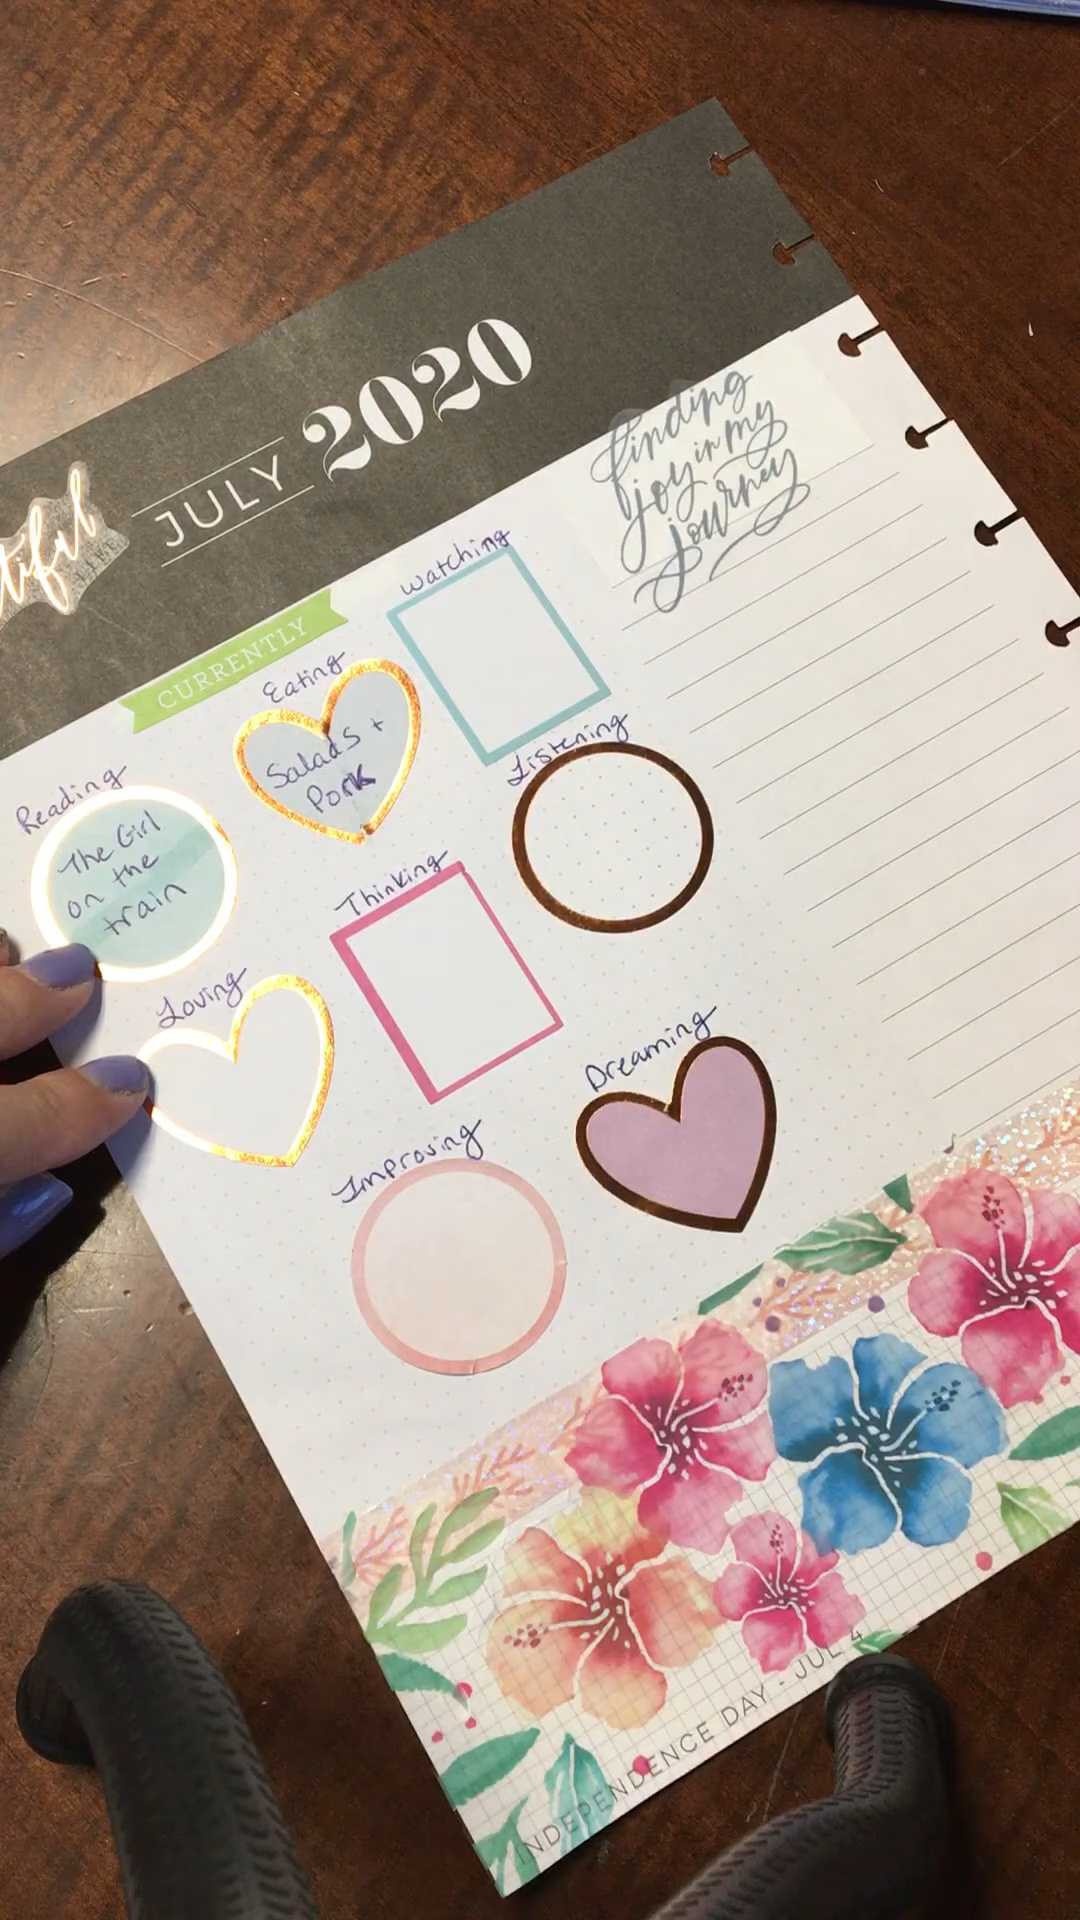 JULY 2020
tiful
LIFE
finding
joy in my
journey
CURRENTLY
Watching
Eating
Salads +
Pork
Listening
Reading
The Girl
on the
train
Thinking
Loving
Dreaming
Improving
INDEPENDENCE DAY - JUL 4